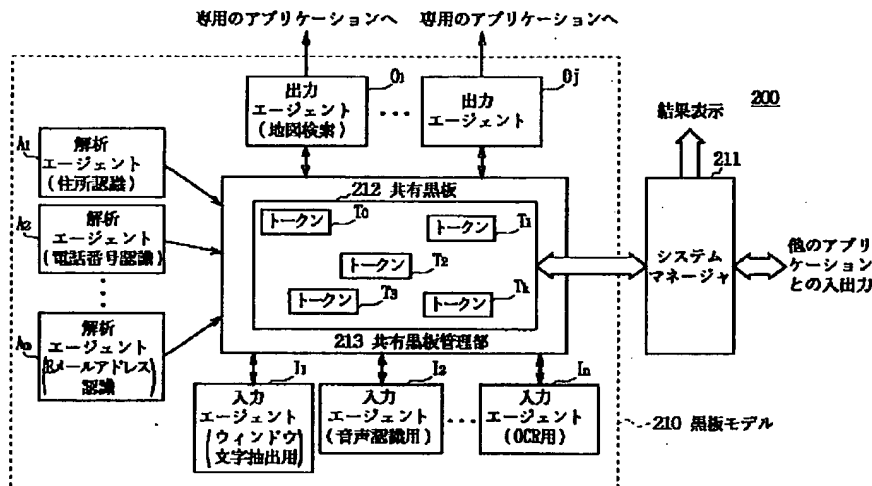 専用のアプリケーションへ
専用のアプリケーションへ
出力
エージェント
(地図検索)
O1
...
出力
エージェント
Oj
結果表示
200
211
システム
マネージャ
他のアプリ
ケーション
との入出力
A1
解析
エージェント
(住所認識)
A2
解析
エージェント
(電話番号認識)
解析
エージェント
(Eメールアドレス
認識)
212 共有黒板
トークン
T0
トークン
T1
トークン
T2
トークン
T3
トークン
Tk
213 共有黒板管理部
入力
エージェント
(ウィンドウ
文字抽出用)
I1
入力
エージェント
(音声認識用)
I2
...
入力
エージェント
(OCR用)
In
210 黒板モデル